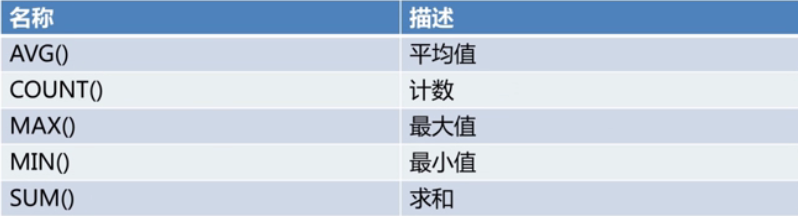 名称 描述
AVG() 平均值
COUNT() 计数
MAX() 最大值
MIN() 最小值
SUM() 求和